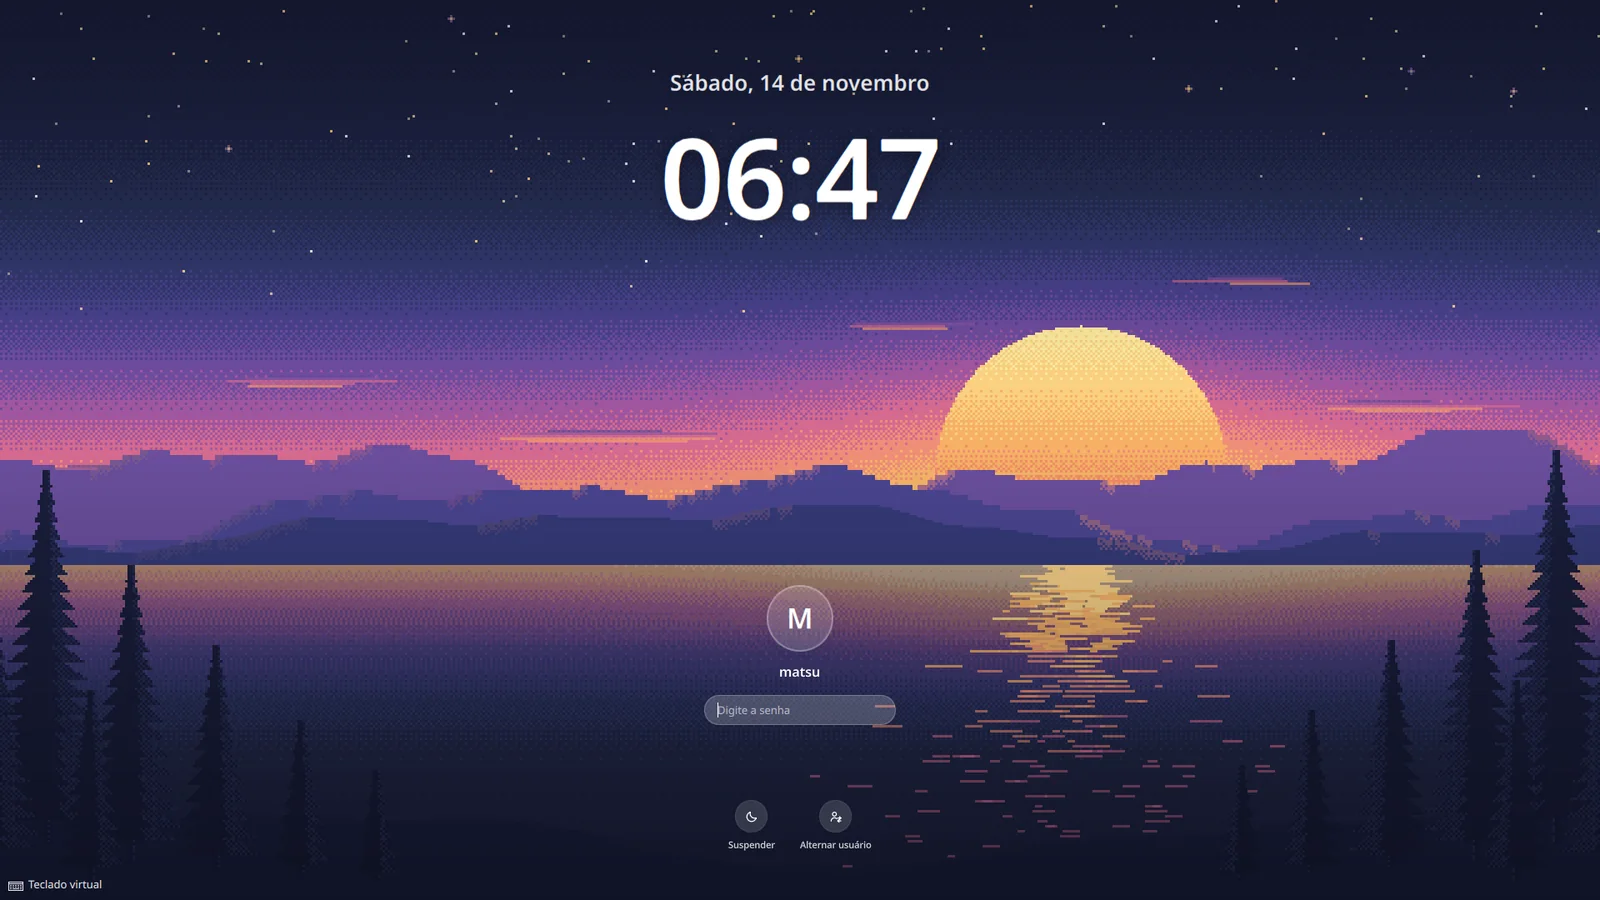 Sábado, 14 de novembro
06:47
M
matsu
Digite a senha
Suspender
Alternar usuário
Teclado virtual